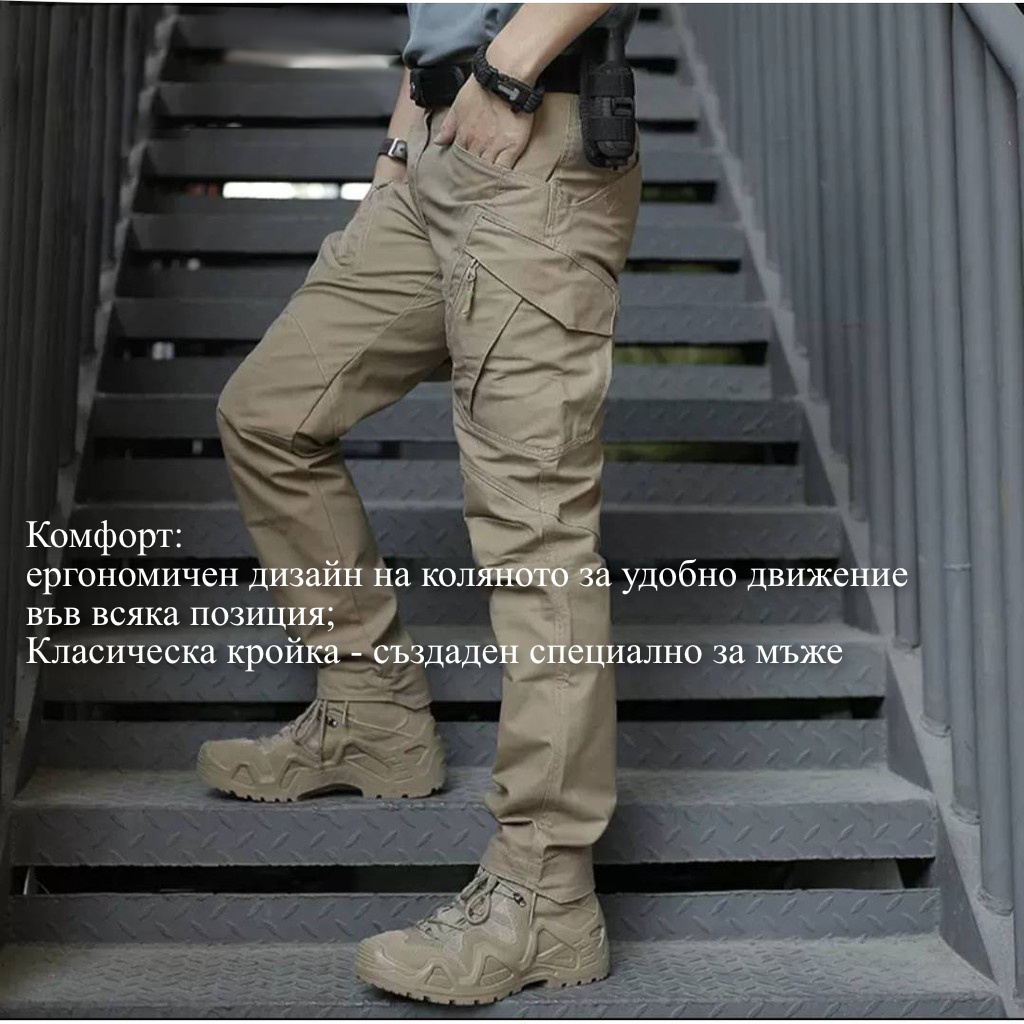 Комфорт:
ергономичен дизайн на коляното за удобно движение
във всяка позиция;
Класическа кройка - създаден специално за мъже